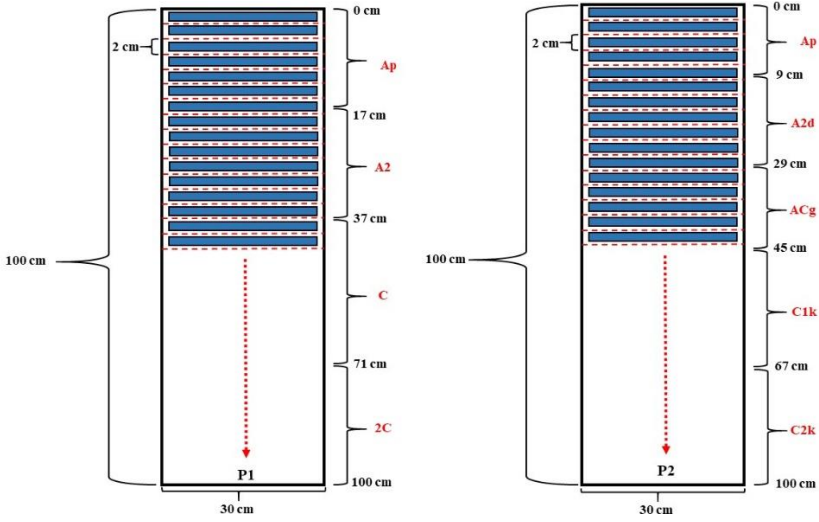 0 cm
2 cm
Ap
17 cm
A2
37 cm
100 cm
C
71 cm
2C
P1
100 cm
30 cm
0 cm
2 cm
Ap
9 cm
A2d
29 cm
ACg
45 cm
100 cm
C1k
67 cm
C2k
P2
100 cm
30 cm